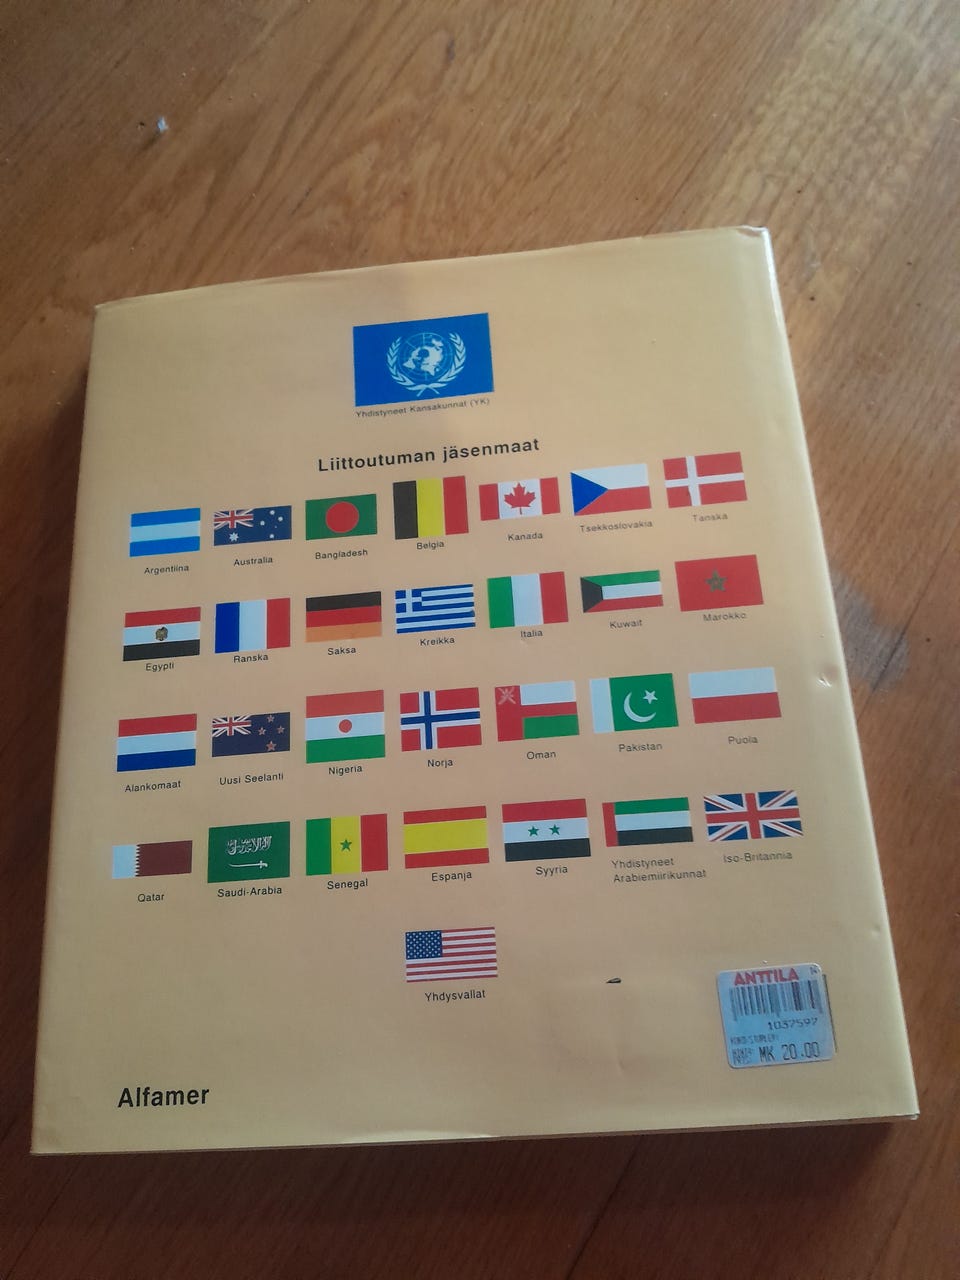 Yhdistyneet Kansakunnat (YK)
Liittoutuman jäsenmaat
Argentiina Australia Bangladesh Belgia Kanada Tsekkoslovakia Tanska
Egypti Ranska Saksa Kreikka Italia Kuwait Marokko
Alankomaat Uusi Seelanti Nigeria Norja Oman Pakistan Puola
Qatar Saudi-Arabia Senegal Espanja Syyria Yhdistyneet Iso-Britannia
Arabiemiirikunnat
Yhdysvallat
ANTTILA
1037597
MK 20.00
Alfamer